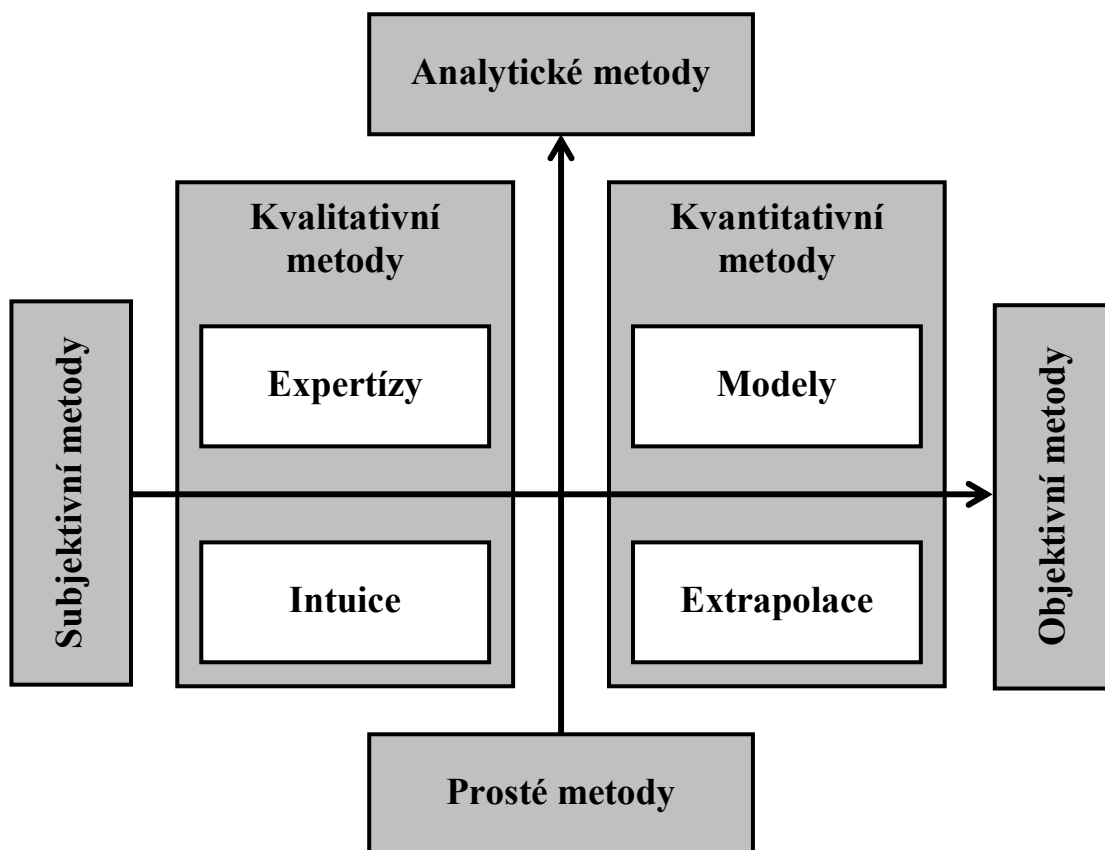 Analytické metody
Kvalitativní
metody
Kvantitativní
metody
Subjektivní metody
Expertízy
Modely
Objektivní metody
Intuice
Extrapolace
Prosté metody